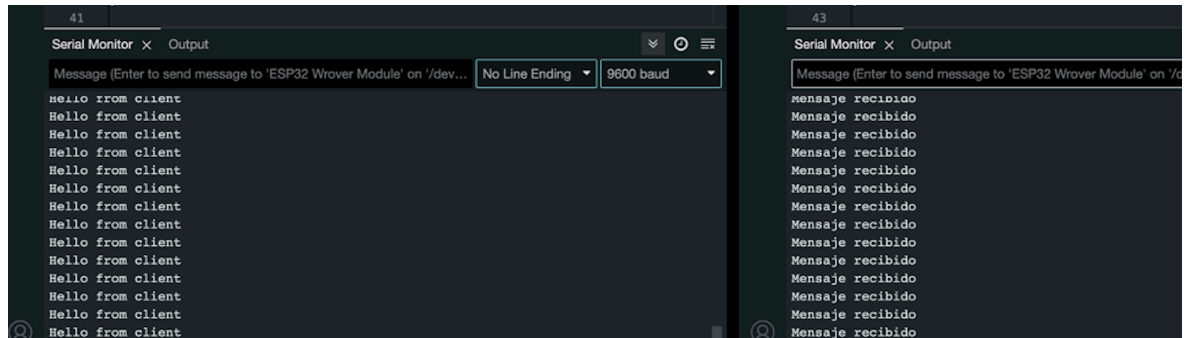 41
Serial Monitor × Output
Message (Enter to send message to 'ESP32 Wrover Module' on '/dev...
No Line Ending
9600 baud
Hello from client
Hello from client
Hello from client
Hello from client
Hello from client
Hello from client
Hello from client
Hello from client
Hello from client
Hello from client
Hello from client
Hello from client
Hello from client
Hello from client
43
Serial Monitor × Output
Message (Enter to send message to 'ESP32 Wrover Module' on '/d
Mensaje recibido
Mensaje recibido
Mensaje recibido
Mensaje recibido
Mensaje recibido
Mensaje recibido
Mensaje recibido
Mensaje recibido
Mensaje recibido
Mensaje recibido
Mensaje recibido
Mensaje recibido
Mensaje recibido
Mensaje recibido